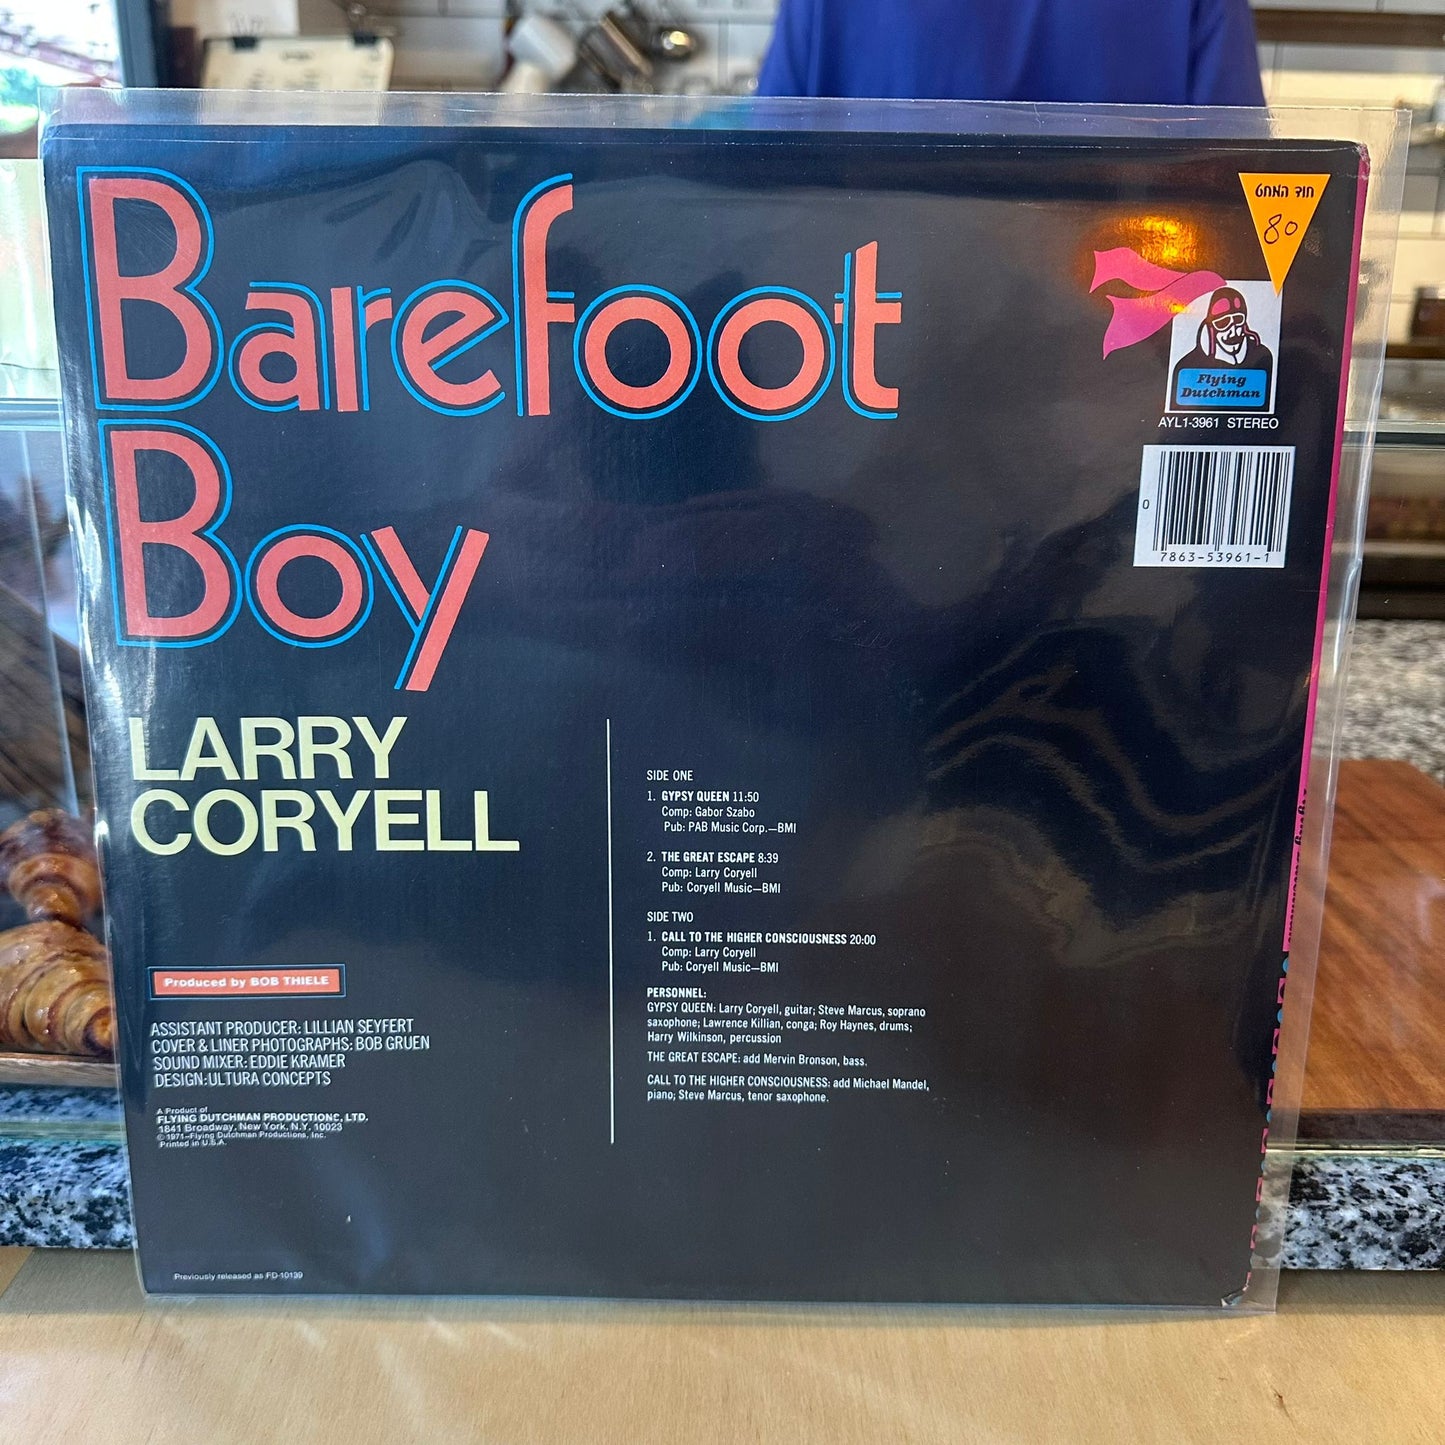 Barefoot
Boy
LARRY
CORYELL
חוד המחט
80
Flying
Dutchman
AYL1-3961 STEREO
0
7863-53961-1
SIDE ONE
1. GYPSY QUEEN 11:50
Comp: Gabor Szabo
Pub: PAB Music Corp.—BMI
2. THE GREAT ESCAPE 8:39
Comp: Larry Coryell
Pub: Coryell Music—BMI
SIDE TWO
1. CALL TO THE HIGHER CONSCIOUSNESS 20:00
Comp: Larry Coryell
Pub: Coryell Music—BMI
PERSONNEL:
GYPSY QUEEN: Larry Coryell, guitar; Steve Marcus, soprano
saxophone; Lawrence Killian, conga; Roy Haynes, drums;
Harry Wilkinson, percussion
THE GREAT ESCAPE: add Mervin Bronson, bass.
CALL TO THE HIGHER CONSCIOUSNESS: add Michael Mandel,
piano; Steve Marcus, tenor saxophone.
Produced by BOB THIELE
ASSISTANT PRODUCER: LILLIAN SEYFERT
COVER & LINER PHOTOGRAPHS: BOB GRUEN
SOUND MIXER: EDDIE KRAMER
DESIGN: ULTURA CONCEPTS
A Product of
FLYING DUTCHMAN PRODUCTIONS, LTD.
1841 Broadway, New York, N.Y. 10023
© 1971—Flying Dutchman Productions, Inc.
Printed in U.S.A.
Previously released as FD-10139